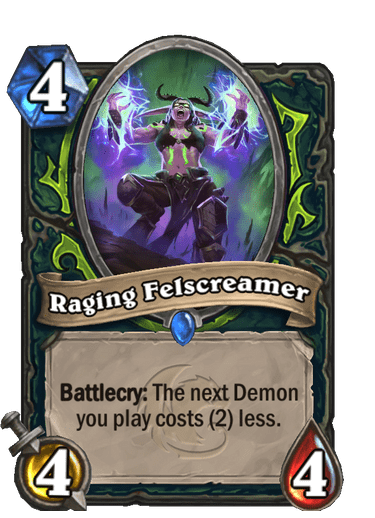 4
Raging Felscreamer
Battlecry: The next Demon
you play costs (2) less.
4
4